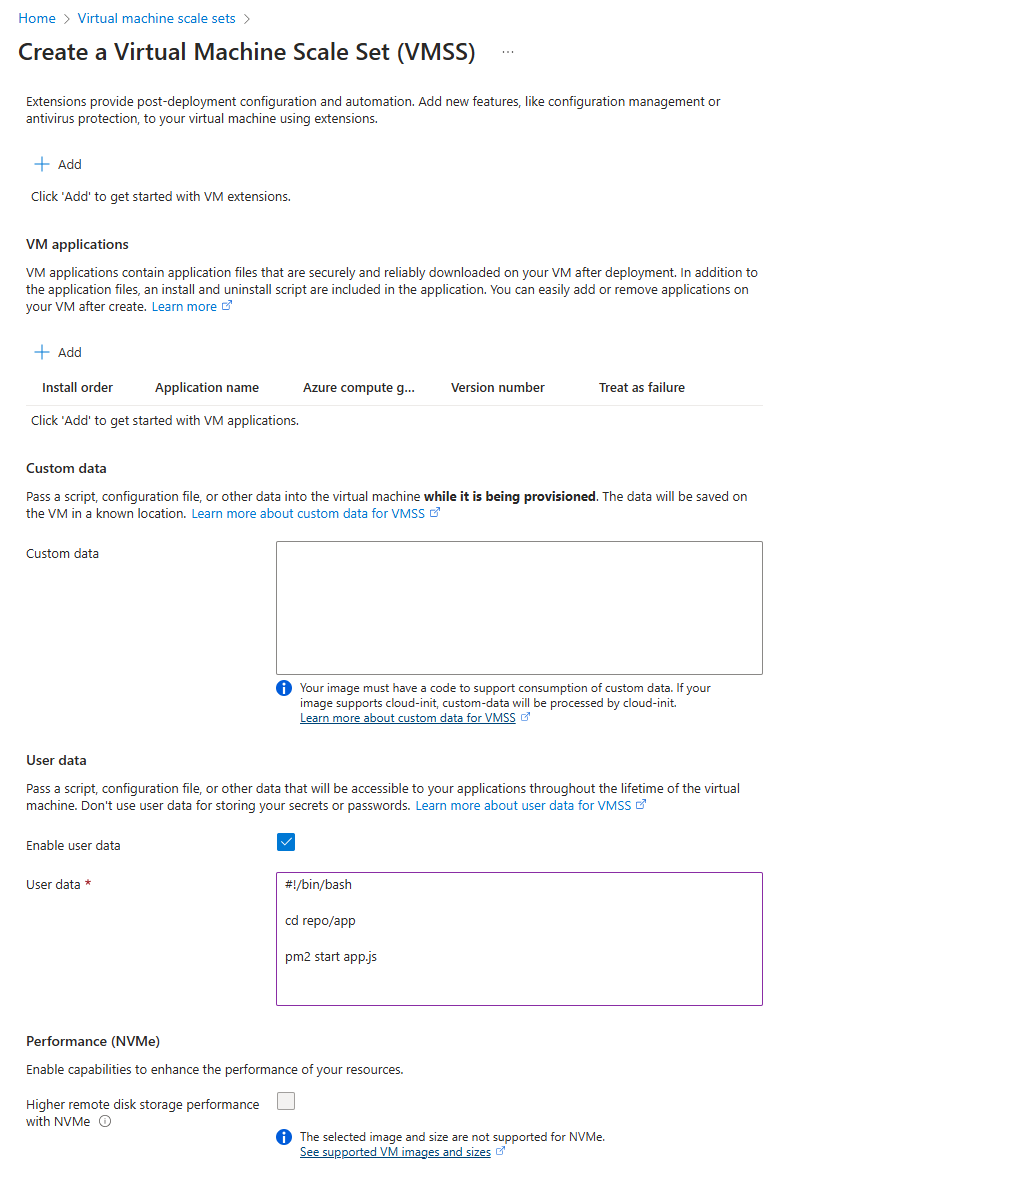 Home > Virtual machine scale sets >
Create a Virtual Machine Scale Set (VMSS) ...
Extensions provide post-deployment configuration and automation. Add new features, like configuration management or
antivirus protection, to your virtual machine using extensions.
+ Add
Click 'Add' to get started with VM extensions.
VM applications
VM applications contain application files that are securely and reliably downloaded on your VM after deployment. In addition to
the application files, an install and uninstall script are included in the application. You can easily add or remove applications on
your VM after create. Learn more
+ Add
Install order Application name Azure compute g... Version number Treat as failure
Click 'Add' to get started with VM applications.
Custom data
Pass a script, configuration file, or other data into the virtual machine while it is being provisioned. The data will be saved on
the VM in a known location. Learn more about custom data for VMSS
Custom data
Your image must have a code to support consumption of custom data. If your
image supports cloud-init, custom-data will be processed by cloud-init.
Learn more about custom data for VMSS
User data
Pass a script, configuration file, or other data that will be accessible to your applications throughout the lifetime of the virtual
machine. Don't use user data for storing your secrets or passwords. Learn more about user data for VMSS
Enable user data
User data *
#!/bin/bash
cd repo/app
pm2 start app.js
Performance (NVMe)
Enable capabilities to enhance the performance of your resources.
Higher remote disk storage performance
with NVMe
The selected image and size are not supported for NVMe.
See supported VM images and sizes